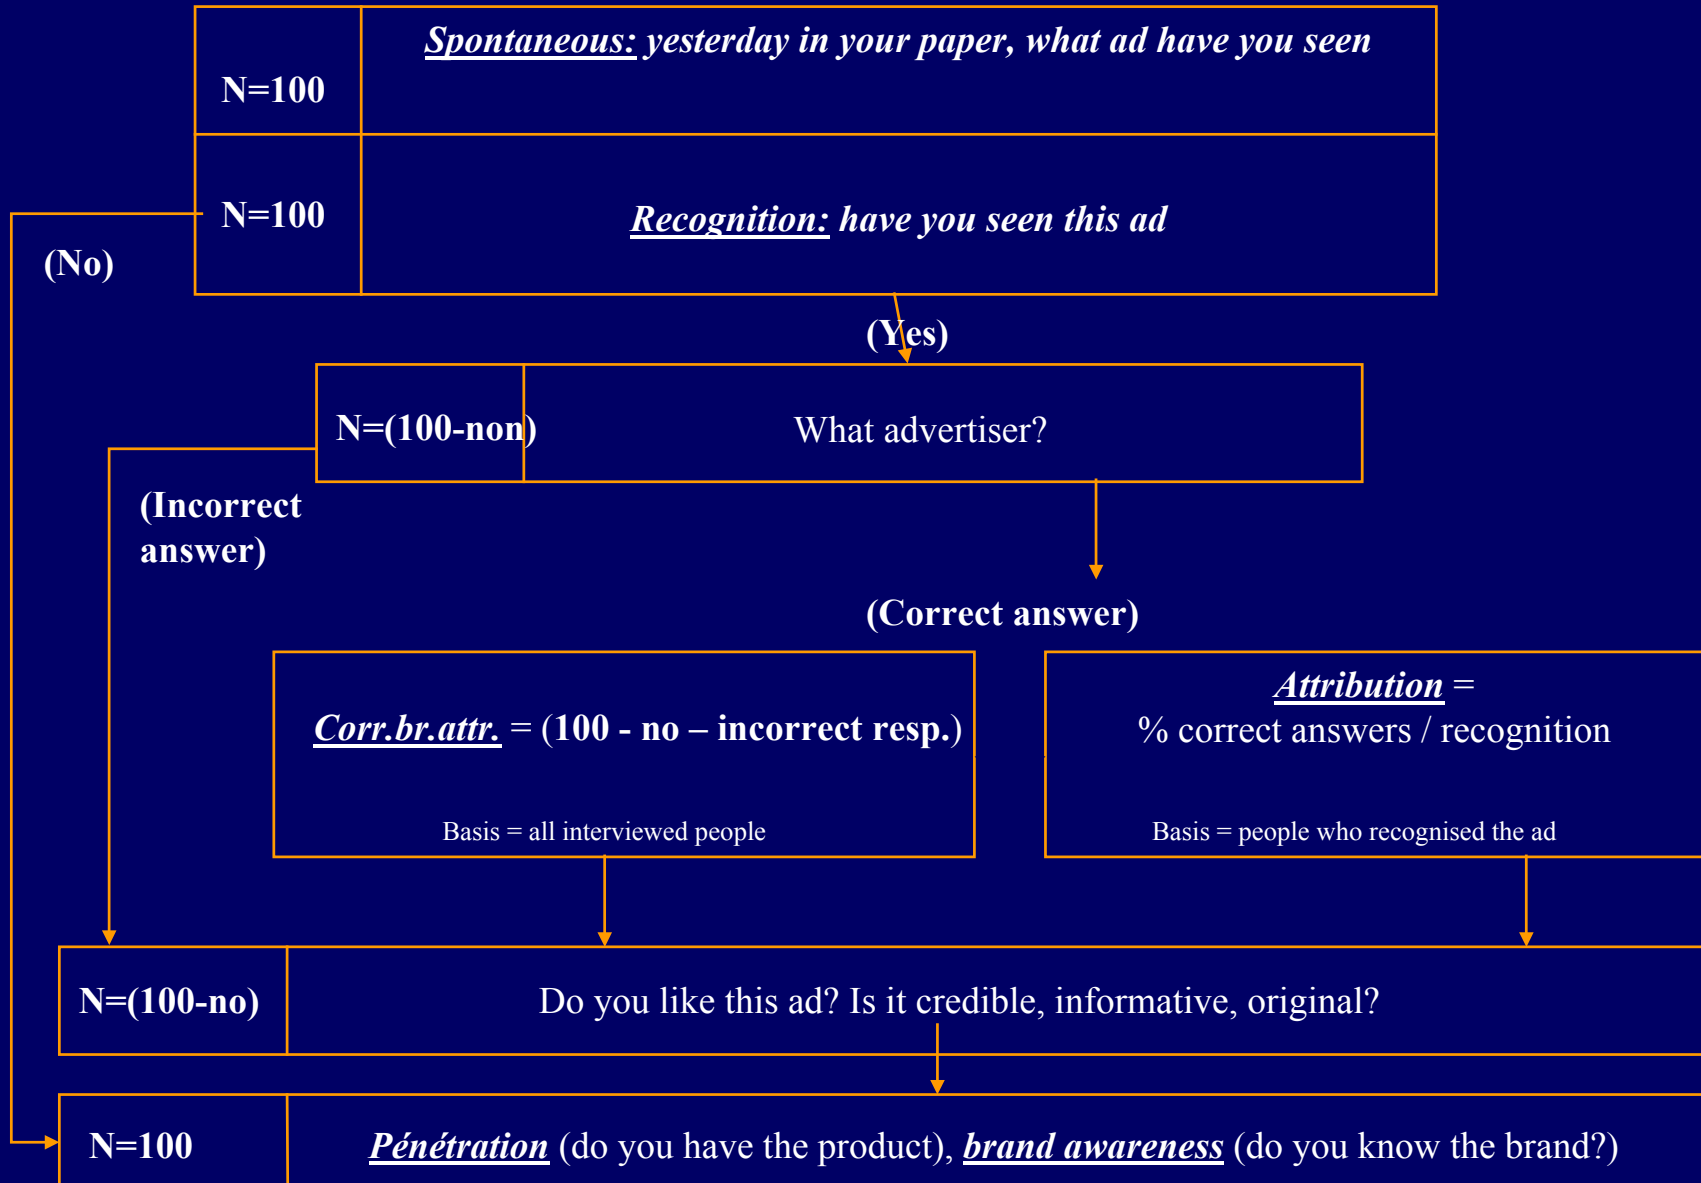 Spontaneous: yesterday in your paper, what ad have you seen
N=100
N=100
Recognition: have you seen this ad
(No)
(Yes)
N=(100-non)
What advertiser?
(Incorrect
answer)
(Correct answer)
Corr.br.attr. = (100 - no – incorrect resp.)
Basis = all interviewed people
Attribution =
% correct answers / recognition
Basis = people who recognised the ad
N=(100-no)
Do you like this ad? Is it credible, informative, original?
N=100
Pénétration (do you have the product), brand awareness (do you know the brand?)